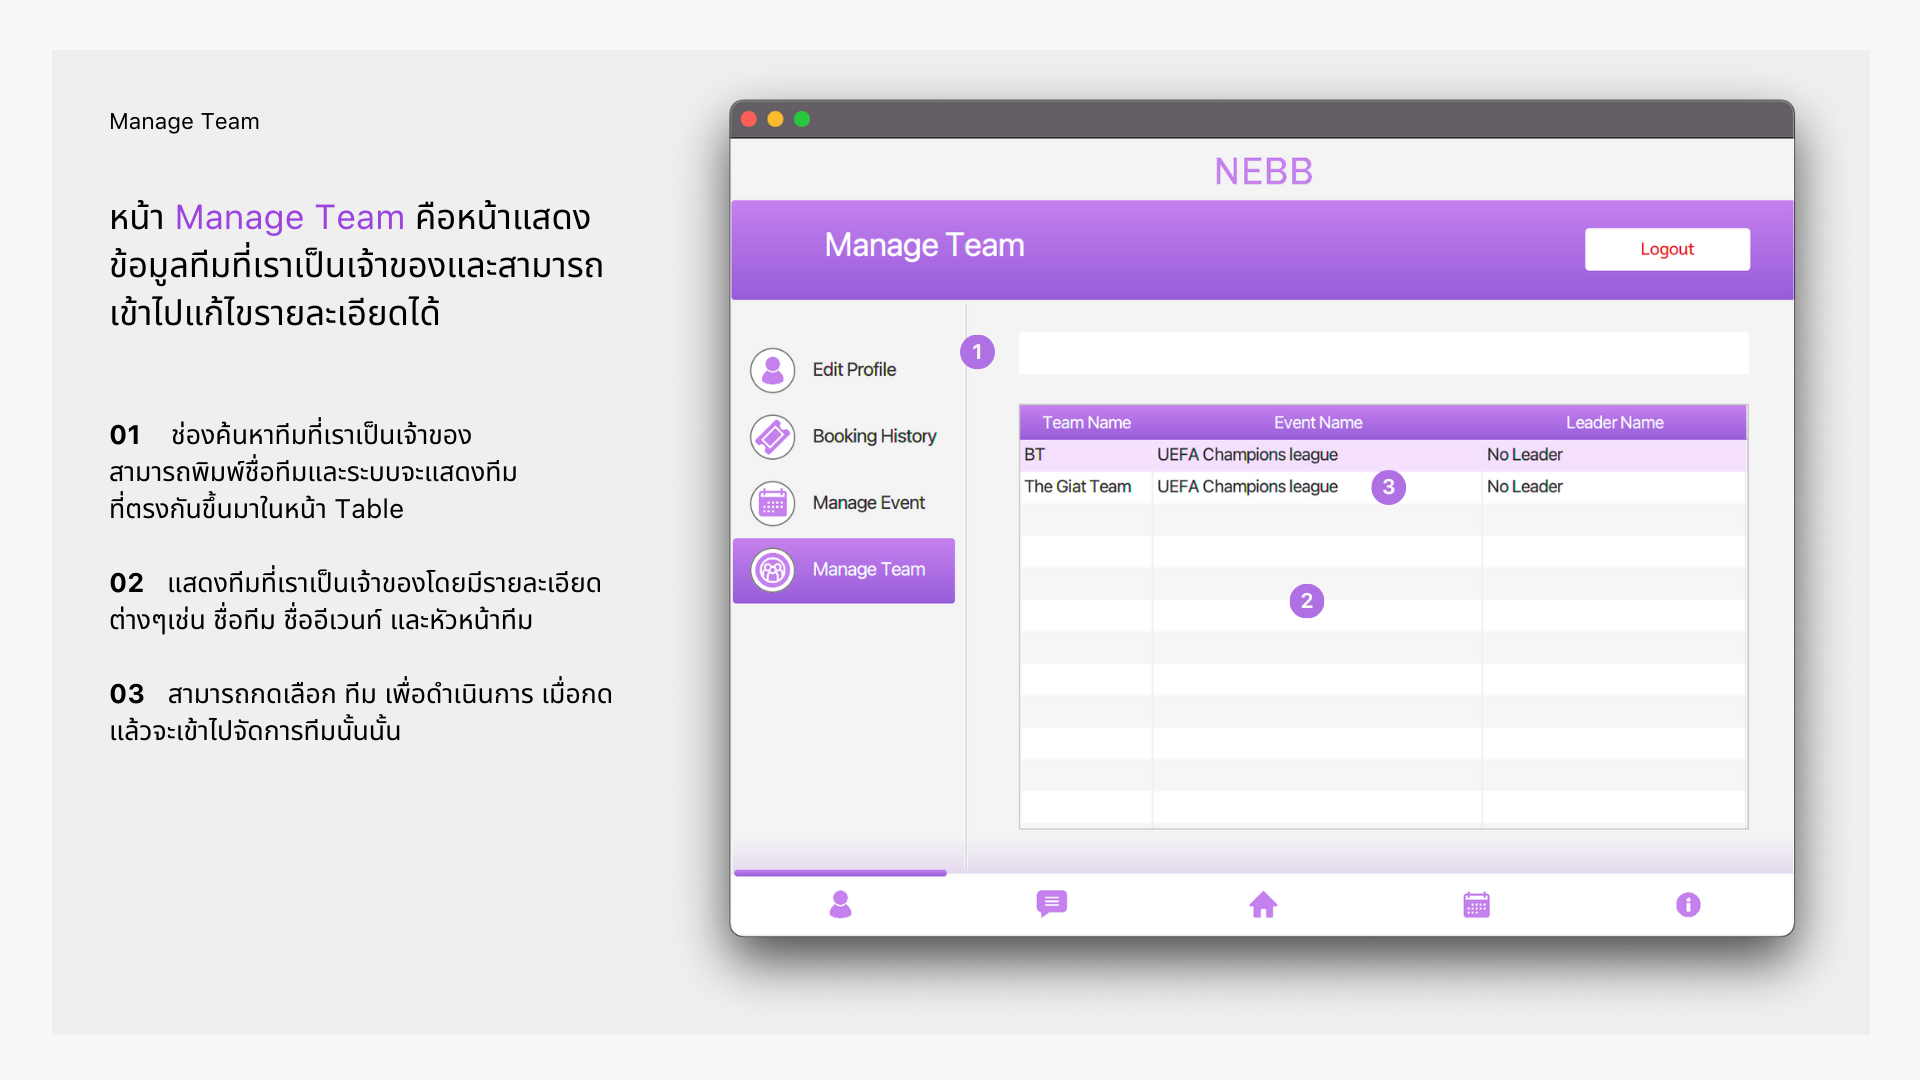 Manage Team
หน้า Manage Team คือหน้าแสดง
ข้อมูลทีมที่เราเป็นเจ้าของและสามารถ
เข้าไปแก้ไขรายละเอียดได้
01 ช่องค้นหาทีมที่เราเป็นเจ้าของ
สามารถพิมพ์ชื่อทีมและระบบจะแสดงทีม
ที่ตรงกันขึ้นมาในหน้า Table
02 แสดงทีมที่เราเป็นเจ้าของโดยมีรายละเอียด
ต่างๆเช่น ชื่อทีม ชื่ออีเวนท์ และหัวหน้าทีม
03 สามารถกดเลือก ทีม เพื่อดำเนินการ เมื่อกด
แล้วจะเข้าไปจัดการทีมนั้นนั้น
NEBB
Manage Team
Logout
Edit Profile
Booking History
Manage Event
Manage Team
1
Team Name Event Name Leader Name
BT UEFA Champions league No Leader
The Giat Team UEFA Champions league 3 No Leader
2